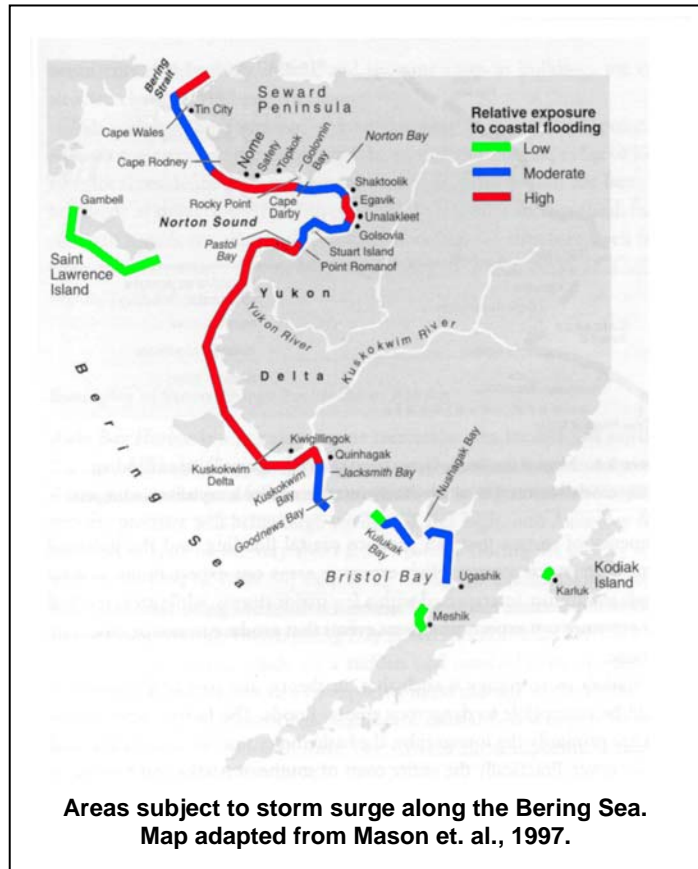 Bering
Strait
Tin City
Seward
Peninsula
Cape Wales
Nome
Safety
Topkok
Golovnin
Bay
Norton Bay
Cape Rodney
Shaktoolik
Rocky Point
Cape
Darby
Egavik
Unalakleet
Golsovia
Norton Sound
Gambell
Pastol
Bay
Stuart Island
Point Romanof
Saint
Lawrence
Island
Yukon
Yukon River
Kuskokwim River
Delta
Bering Sea
Kwigillingok
Quinhagak
Kuskokwim
Delta
Jacksmith Bay
Nushagak Bay
Kuskokwim
Bay
Goodnews Bay
Kulukak
Bay
Bristol Bay
Ugashik
Kodiak
Island
Karluk
Meshik
Relative exposure
to coastal flooding
Low
Moderate
High
Areas subject to storm surge along the Bering Sea.
Map adapted from Mason et. al., 1997.